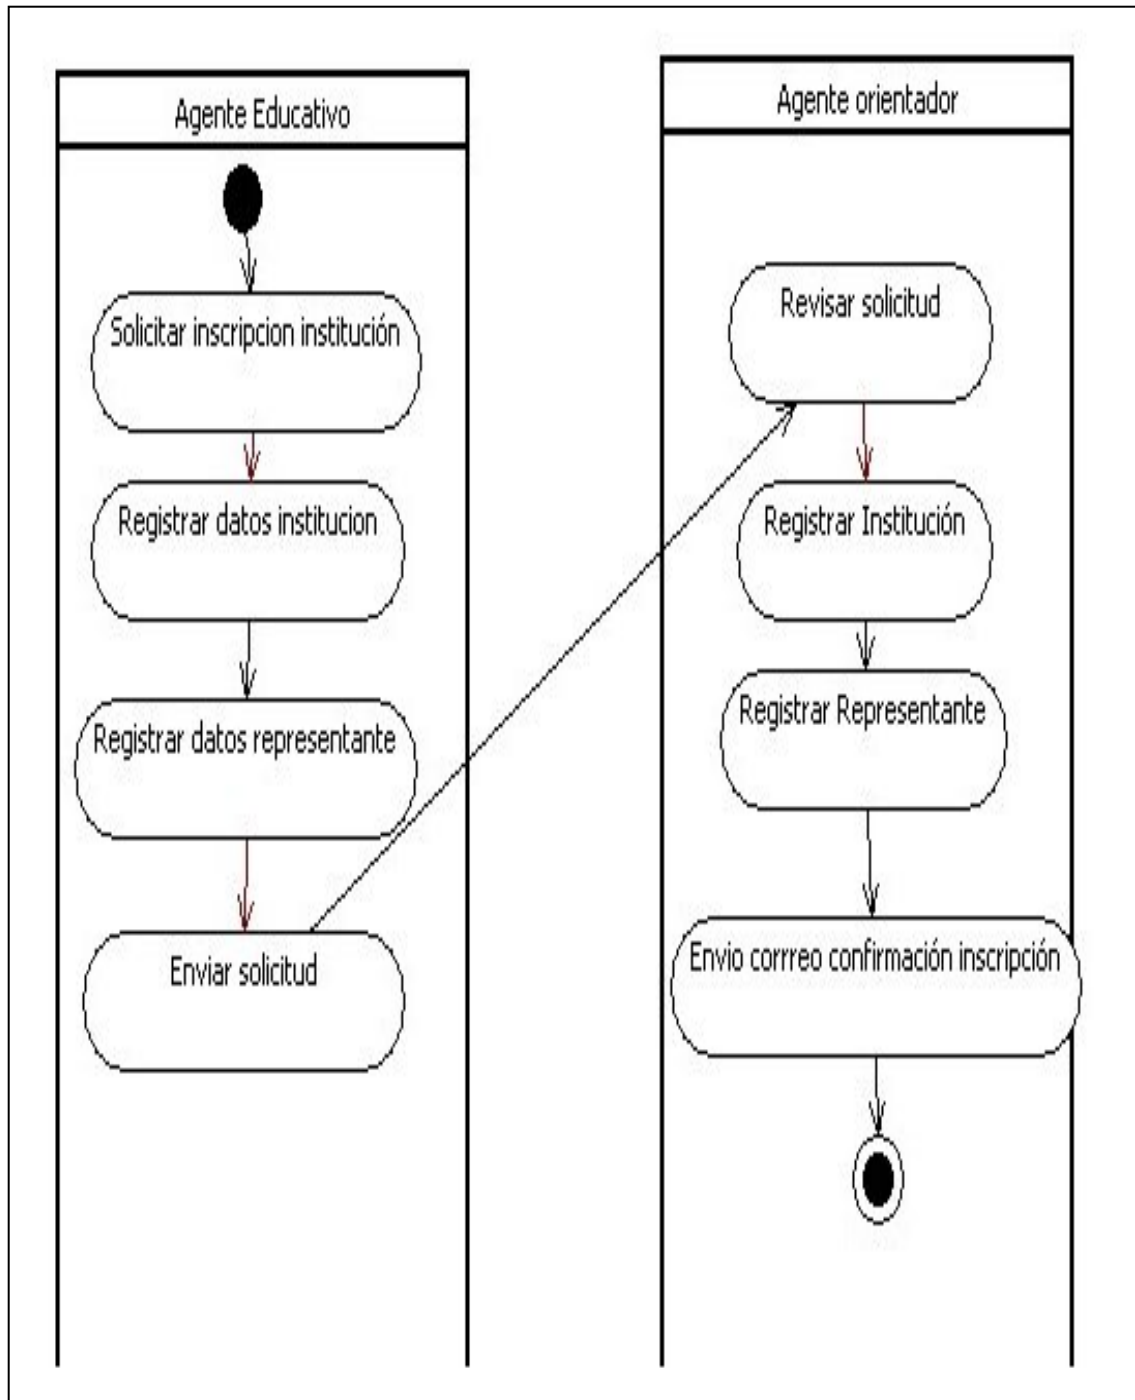 Agente Educativo
Solicitar inscripcion institución
Registrar datos institucion
Registrar datos representante
Enviar solicitud
Agente orientador
Revisar solicitud
Registrar Institución
Registrar Representante
Envio corrreo confirmación inscripción